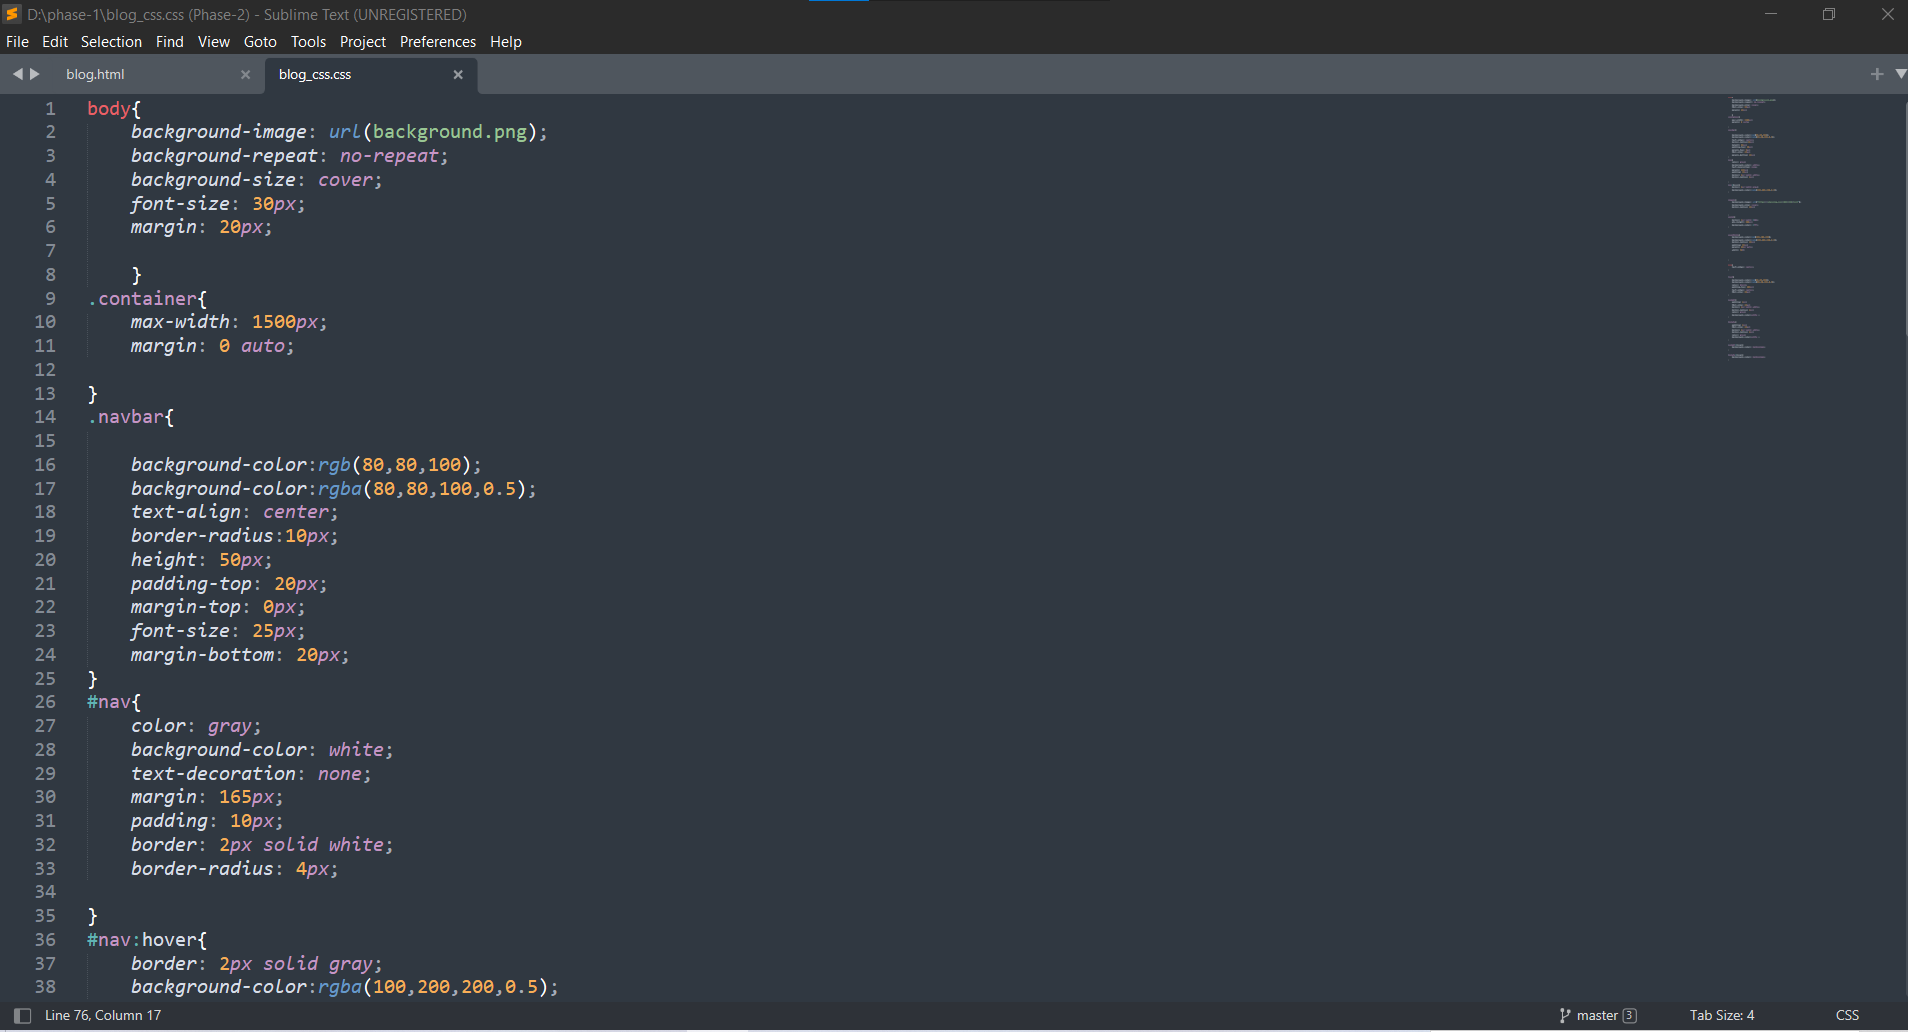 D:\phase-1\blog_css.css (Phase-2) - Sublime Text (UNREGISTERED)
File Edit Selection Find View Goto Tools Project Preferences Help
blog.html blog_css.css
1 body{
2 background-image: url(background.png);
3 background-repeat: no-repeat;
4 background-size: cover;
5 font-size: 30px;
6 margin: 20px;
7
8 }
9 .container{
10 max-width: 1500px;
11 margin: 0 auto;
12
13 }
14 .navbar{
15
16 background-color:rgb(80,80,100);
17 background-color:rgba(80,80,100,0.5);
18 text-align: center;
19 border-radius:10px;
20 height: 50px;
21 padding-top: 20px;
22 margin-top: 0px;
23 font-size: 25px;
24 margin-bottom: 20px;
25 }
26 #nav{
27 color: gray;
28 background-color: white;
29 text-decoration: none;
30 margin: 165px;
31 padding: 10px;
32 border: 2px solid white;
33 border-radius: 4px;
34
35 }
36 #nav:hover{
37 border: 2px solid gray;
38 background-color:rgba(100,200,200,0.5);
Line 76, Column 17 master 3 Tab Size: 4 CSS